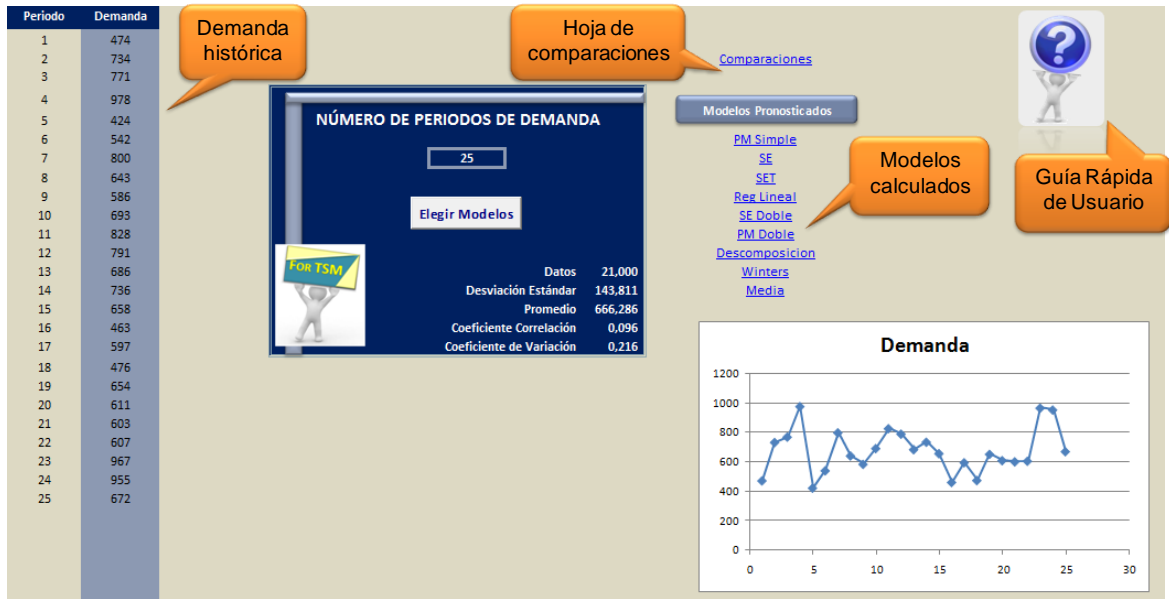 Periodo Demanda
1 474
2 734
3 771
4 978
5 424
6 542
7 800
8 643
9 586
10 693
11 828
12 791
13 686
14 736
15 658
16 463
17 597
18 476
19 654
20 611
21 603
22 607
23 967
24 955
25 672
Demanda
histórica
NÚMERO DE PERIODOS DE DEMANDA
25
Elegir Modelos
FOR TSM
Datos 21,000
Desviación Estándar 143,811
Promedio 666,286
Coeficiente Correlación 0,096
Coeficiente de Variación 0,216
Hoja de
comparaciones
Comparaciones
Modelos Pronosticados
PM Simple
SE
SET
Reg Lineal
SE Doble
PM Doble
Descomposicion
Winters
Media
Modelos
calculados
?
Guía Rápida
de Usuario
Demanda
1200
1000
800
600
400
200
0
0 5 10 15 20 25 30